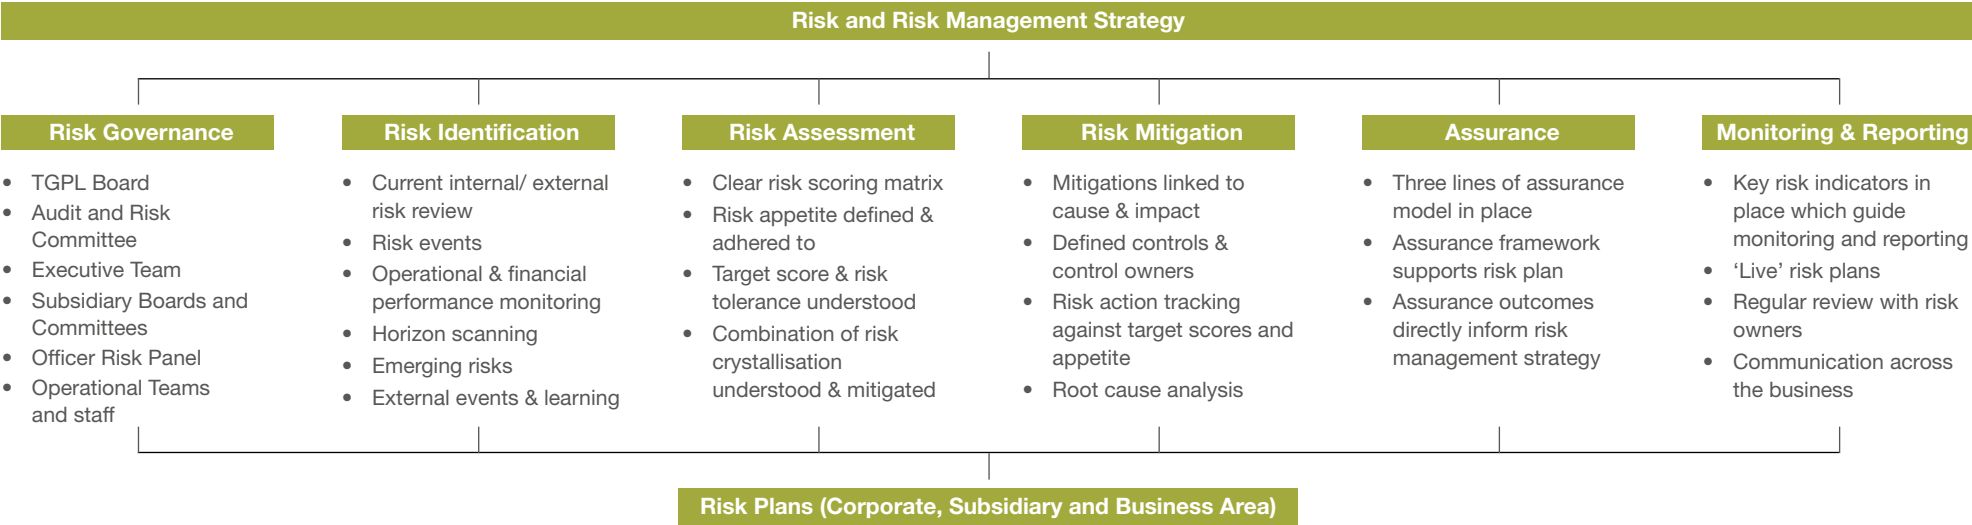 Risk and Risk Management Strategy
Risk Governance
• TGPL Board
• Audit and Risk
Committee
• Executive Team
• Subsidiary Boards and
Committees
• Officer Risk Panel
• Operational Teams
and staff
Risk Identification
• Current internal/ external
risk review
• Risk events
• Operational & financial
performance monitoring
• Horizon scanning
• Emerging risks
• External events & learning
Risk Assessment
• Clear risk scoring matrix
• Risk appetite defined &
adhered to
• Target score & risk
tolerance understood
• Combination of risk
crystallisation
understood & mitigated
Risk Mitigation
• Mitigations linked to
cause & impact
• Defined controls &
control owners
• Risk action tracking
against target scores and
appetite
• Root cause analysis
Assurance
• Three lines of assurance
model in place
• Assurance framework
supports risk plan
• Assurance outcomes
directly inform risk
management strategy
Monitoring & Reporting
• Key risk indicators in
place which guide
monitoring and reporting
• ‘Live’ risk plans
• Regular review with risk
owners
• Communication across
the business
Risk Plans (Corporate, Subsidiary and Business Area)